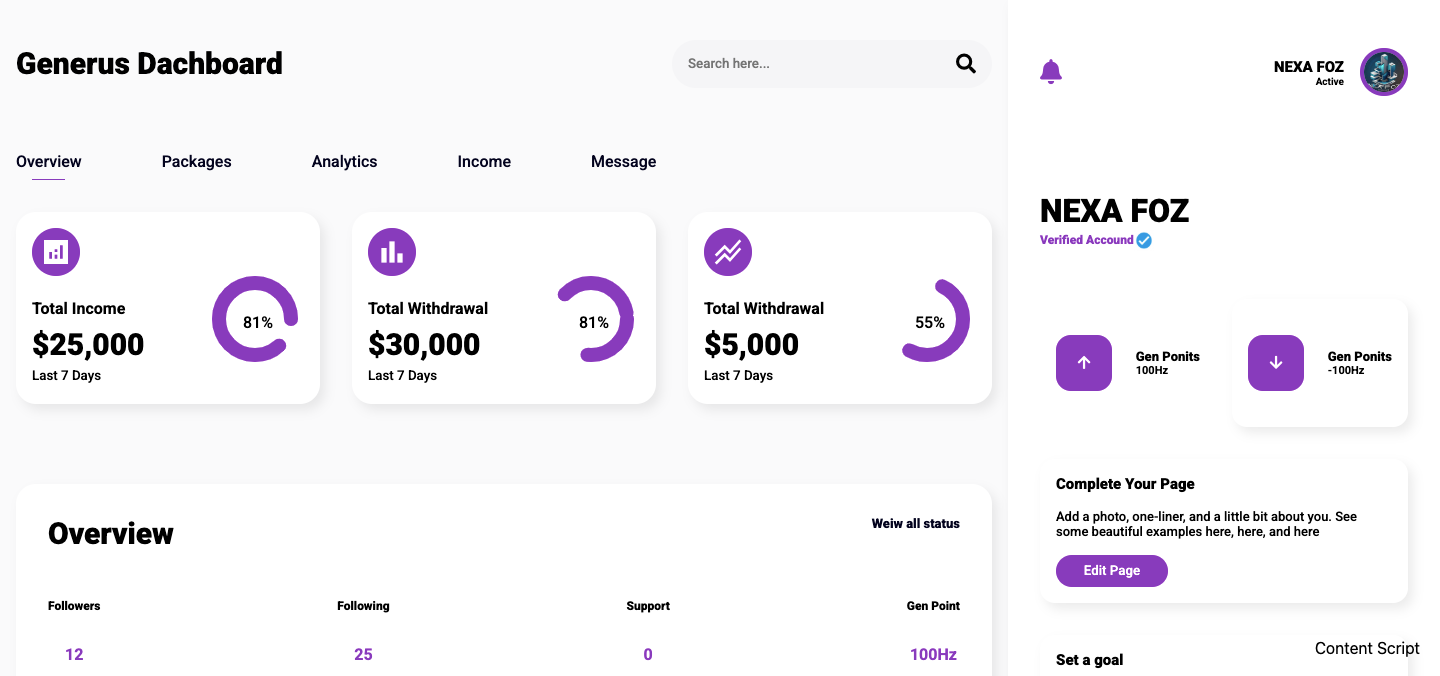 Generus Dachboard
Search here...
NEXA FOZ
Active
Overview Packages Analytics Income Message
Total Income
$25,000
Last 7 Days
81%
Total Withdrawal
$30,000
Last 7 Days
81%
Total Withdrawal
$5,000
Last 7 Days
55%
Overview
Weiw all status
Followers Following Support Gen Point
12 25 0 100Hz
NEXA FOZ
Verified Accound
Gen Ponits
100Hz
Gen Ponits
-100Hz
Complete Your Page
Add a photo, one-liner, and a little bit about you. See
some beautiful examples here, here, and here
Edit Page
Set a goal
Content Script